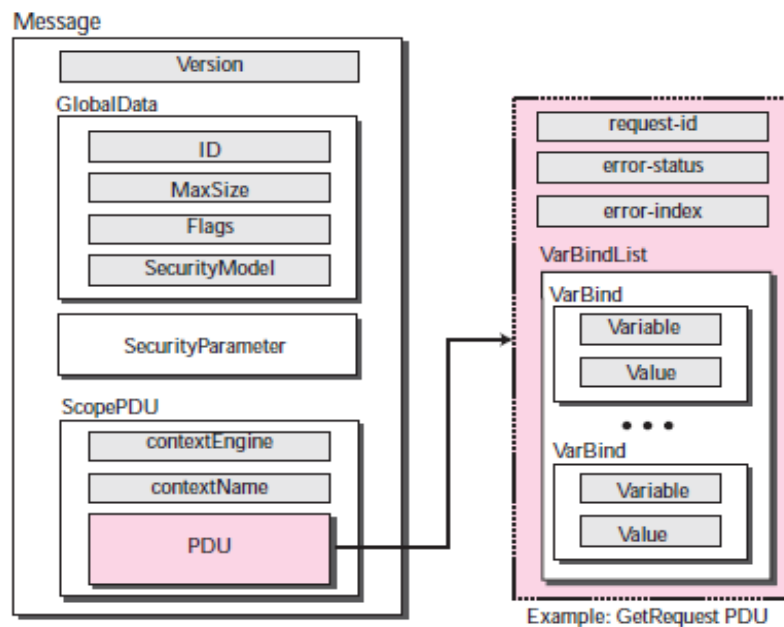 Message
Version
GlobalData
ID
MaxSize
Flags
SecurityModel
SecurityParameter
ScopePDU
contextEngine
contextName
PDU
request-id
error-status
error-index
VarBindList
VarBind
Variable
Value
• • •
VarBind
Variable
Value
Example: GetRequest PDU